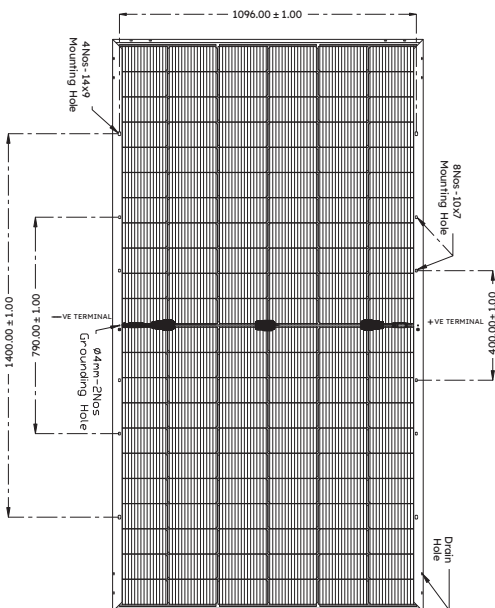 1096.00 ± 1.00
4Nos-14x9
Mounting Hole
8Nos-10x7
Mounting Hole
1400.00 ± 1.00
790.00 ± 1.00
400.00 ± 1.00
-VE TERMINAL
+VE TERMINAL
Ø4mm-2Nos
Grounding Hole
Drain
Hole